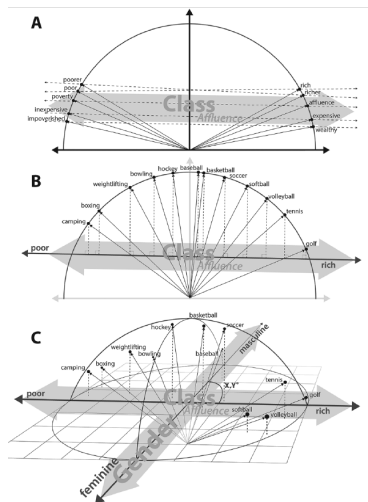 A
poorer
poor
poverty
inexpensive
impoverished
rich
richer
affluence
expensive
wealthy
Class
Affluence
B
hockey
baseball
basketball
bowling
soccer
weightlifting
softball
volleyball
boxing
tennis
camping
golf
Class
Affluence
poor
rich
C
basketball
hockey
soccer
masculine
weightlifting
bowling
baseball
camping
boxing
tennis
golf
poor
Class
Affluence
rich
softball
volleyball
Gender
feminine